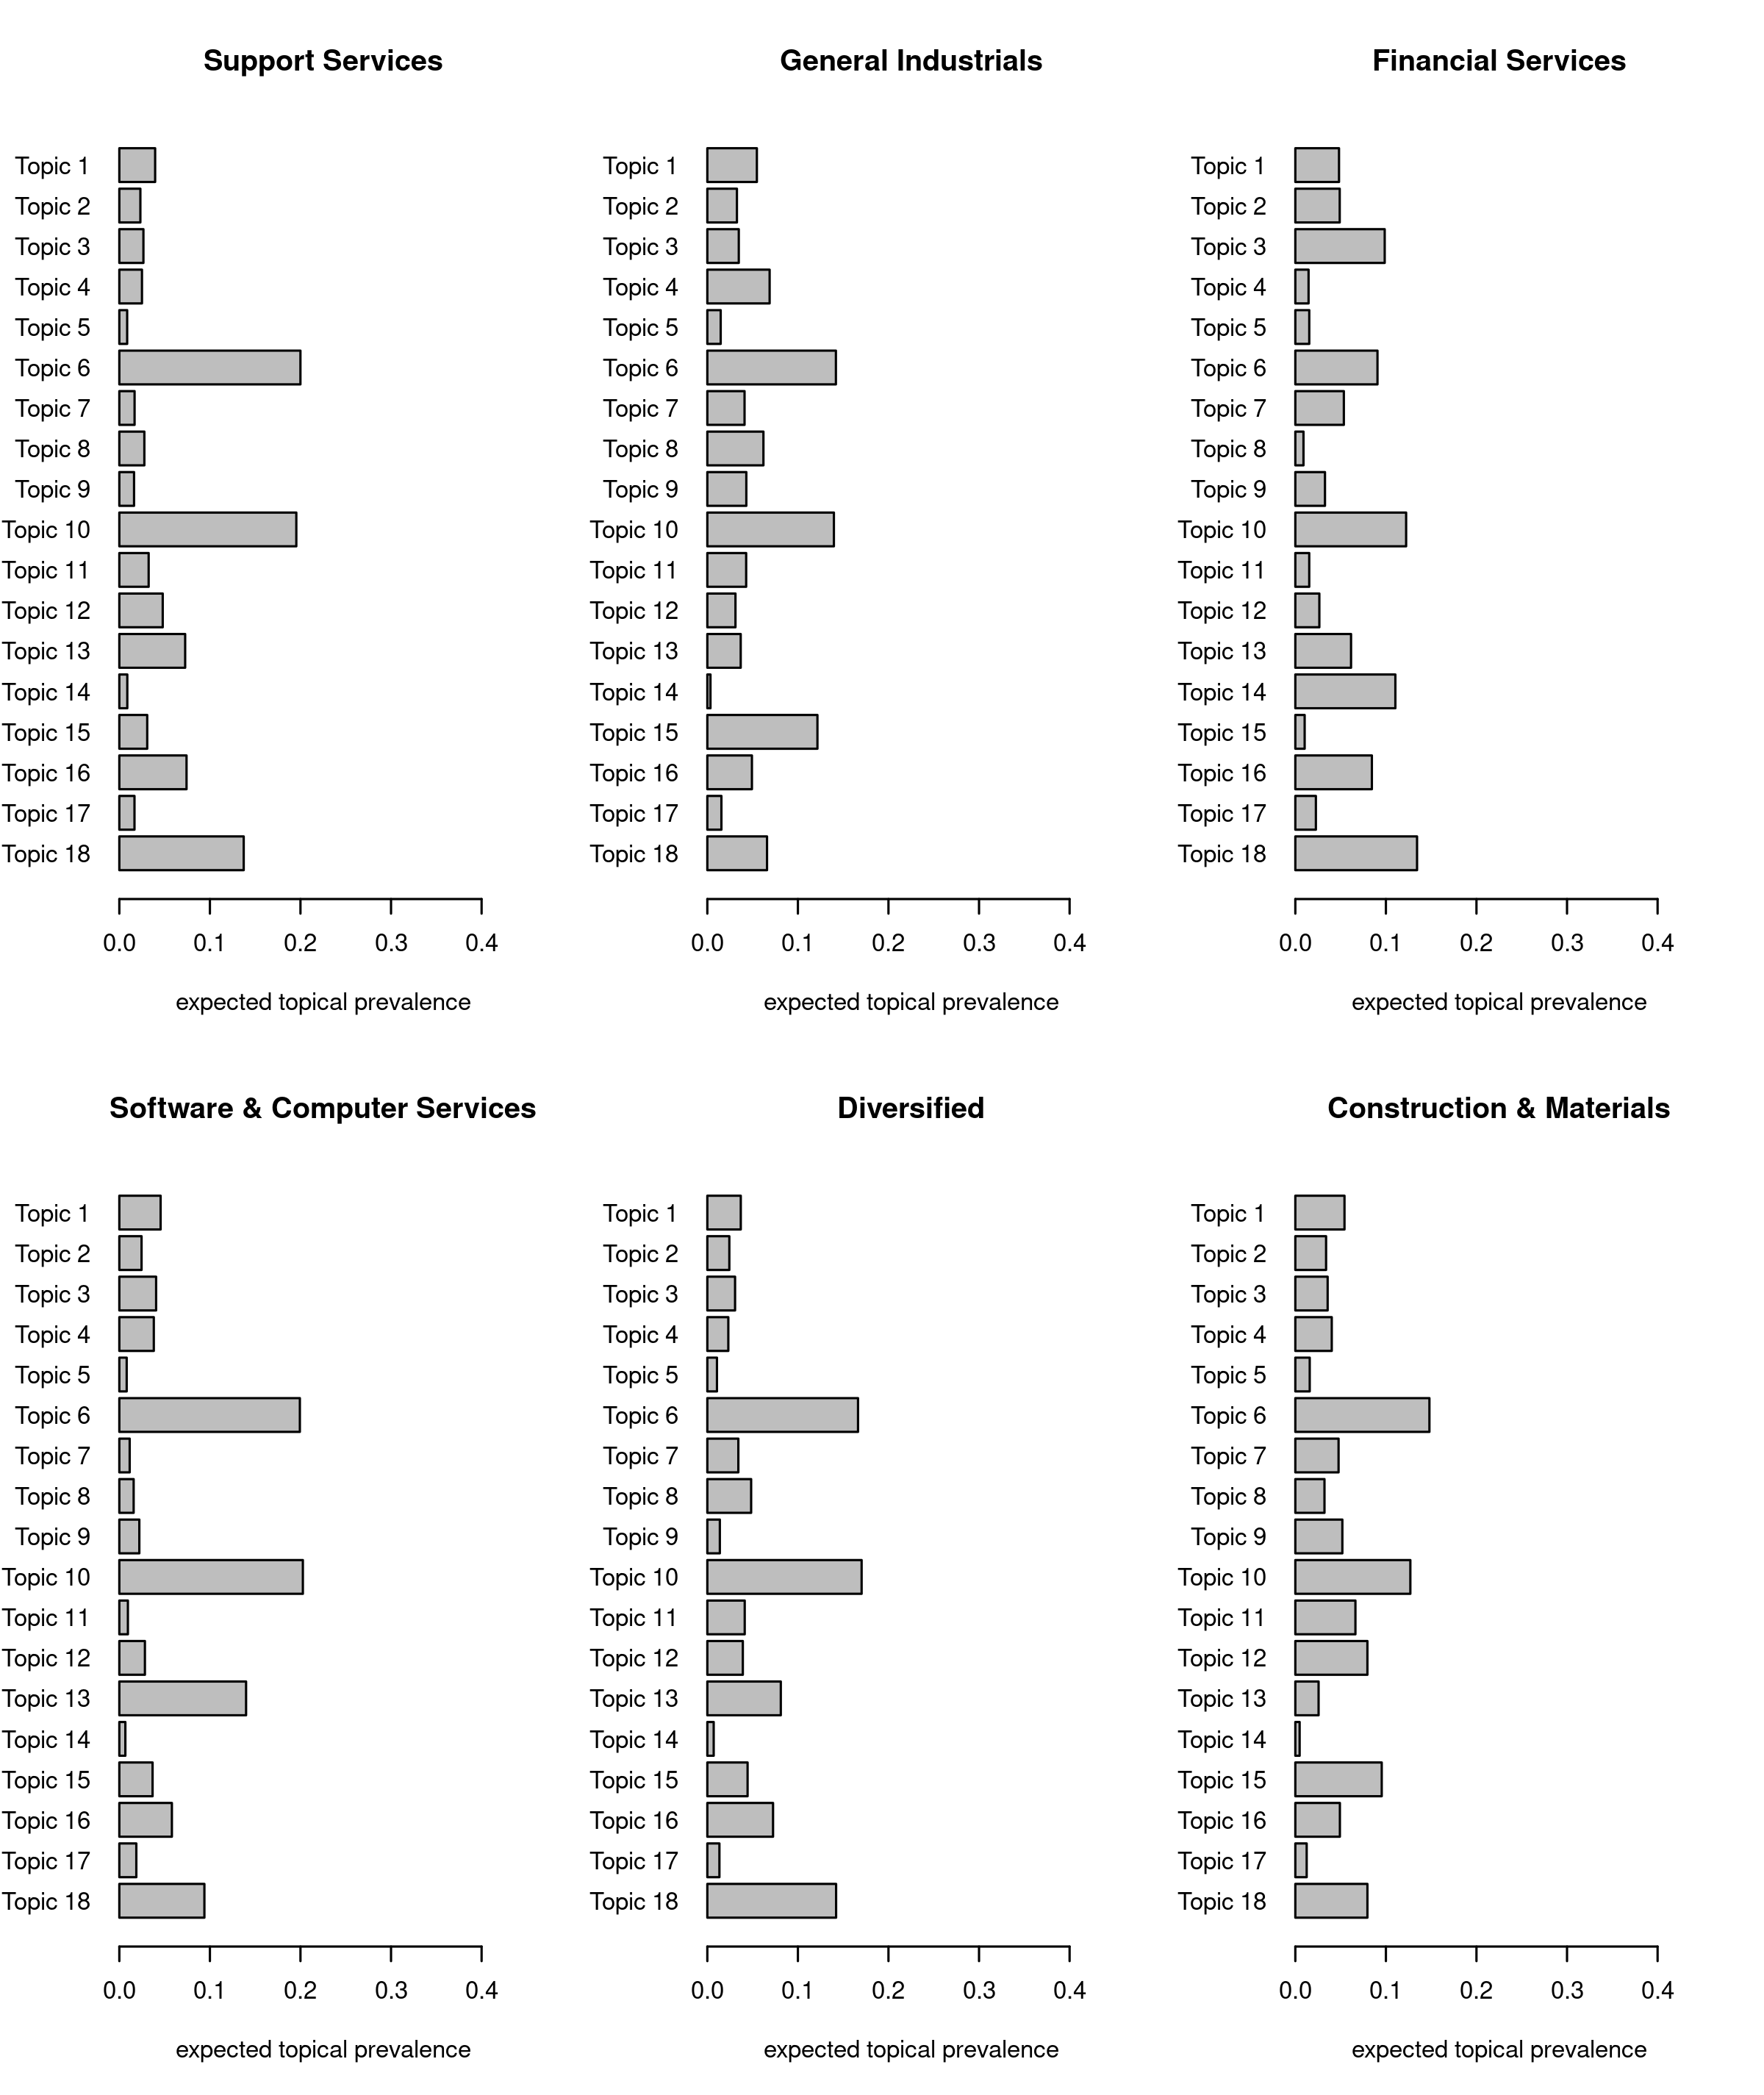 Support Services
Topic 1
Topic 2
Topic 3
Topic 4
Topic 5
Topic 6
Topic 7
Topic 8
Topic 9
Topic 10
Topic 11
Topic 12
Topic 13
Topic 14
Topic 15
Topic 16
Topic 17
Topic 18
0.0 0.1 0.2 0.3 0.4
expected topical prevalence
General Industrials
Topic 1
Topic 2
Topic 3
Topic 4
Topic 5
Topic 6
Topic 7
Topic 8
Topic 9
Topic 10
Topic 11
Topic 12
Topic 13
Topic 14
Topic 15
Topic 16
Topic 17
Topic 18
0.0 0.1 0.2 0.3 0.4
expected topical prevalence
Financial Services
Topic 1
Topic 2
Topic 3
Topic 4
Topic 5
Topic 6
Topic 7
Topic 8
Topic 9
Topic 10
Topic 11
Topic 12
Topic 13
Topic 14
Topic 15
Topic 16
Topic 17
Topic 18
0.0 0.1 0.2 0.3 0.4
expected topical prevalence
Software & Computer Services
Topic 1
Topic 2
Topic 3
Topic 4
Topic 5
Topic 6
Topic 7
Topic 8
Topic 9
Topic 10
Topic 11
Topic 12
Topic 13
Topic 14
Topic 15
Topic 16
Topic 17
Topic 18
0.0 0.1 0.2 0.3 0.4
expected topical prevalence
Diversified
Topic 1
Topic 2
Topic 3
Topic 4
Topic 5
Topic 6
Topic 7
Topic 8
Topic 9
Topic 10
Topic 11
Topic 12
Topic 13
Topic 14
Topic 15
Topic 16
Topic 17
Topic 18
0.0 0.1 0.2 0.3 0.4
expected topical prevalence
Construction & Materials
Topic 1
Topic 2
Topic 3
Topic 4
Topic 5
Topic 6
Topic 7
Topic 8
Topic 9
Topic 10
Topic 11
Topic 12
Topic 13
Topic 14
Topic 15
Topic 16
Topic 17
Topic 18
0.0 0.1 0.2 0.3 0.4
expected topical prevalence